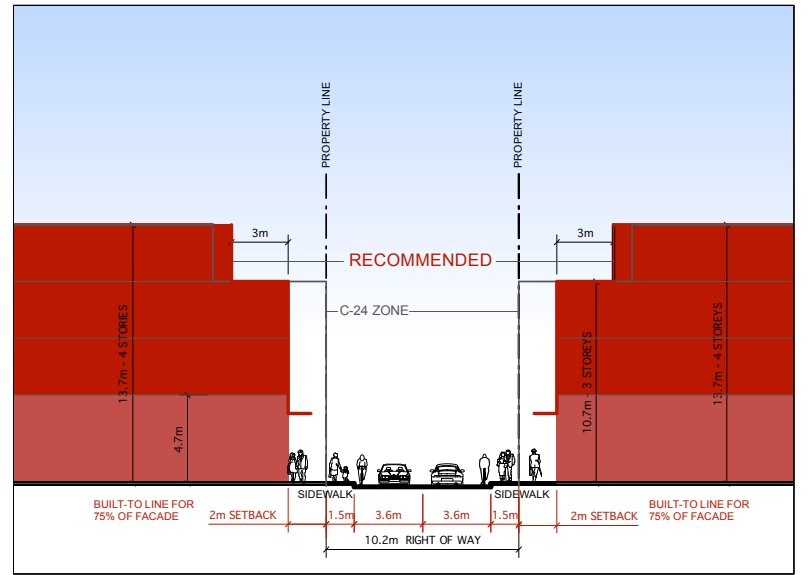 PROPERTY LINE
PROPERTY LINE
3m
3m
RECOMMENDED
C-24 ZONE
13.7m - 4 STORIES
4.7m
10.7m - 3 STOREYS
13.7m - 4 STOREYS
SIDEWALK
SIDEWALK
BUILT-TO LINE FOR
75% OF FACADE
2m SETBACK
1.5m
3.6m
3.6m
1.5m
2m SETBACK
BUILT-TO LINE FOR
75% OF FACADE
10.2m RIGHT OF WAY